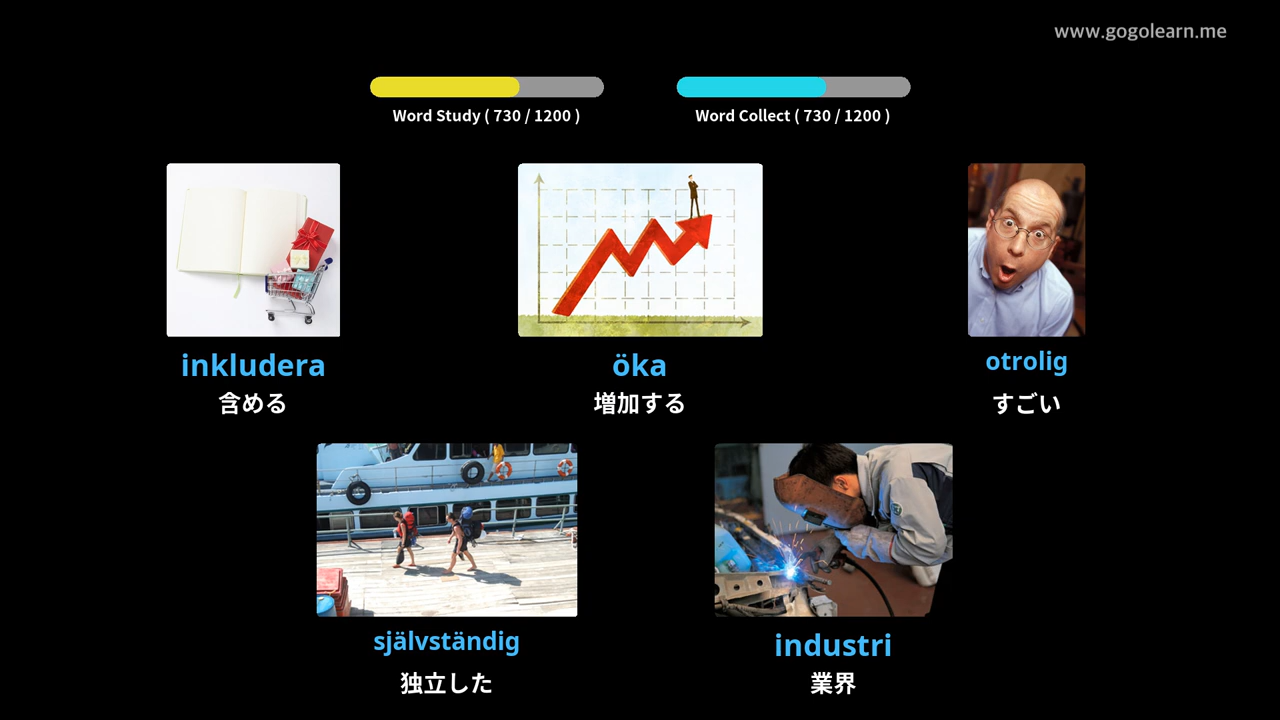 www.gogolearn.me
Word Study ( 730 / 1200 )
Word Collect ( 730 / 1200 )
inkludera
含める
öka
増加する
otrolig
すごい
självständig
独立した
industri
業界